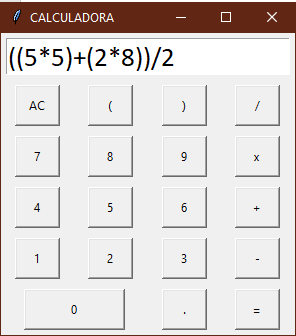 CALCULADORA
((5*5)+(2*8))/2
AC ( ) /
7 8 9 x
4 5 6 +
1 2 3 -
0 . =